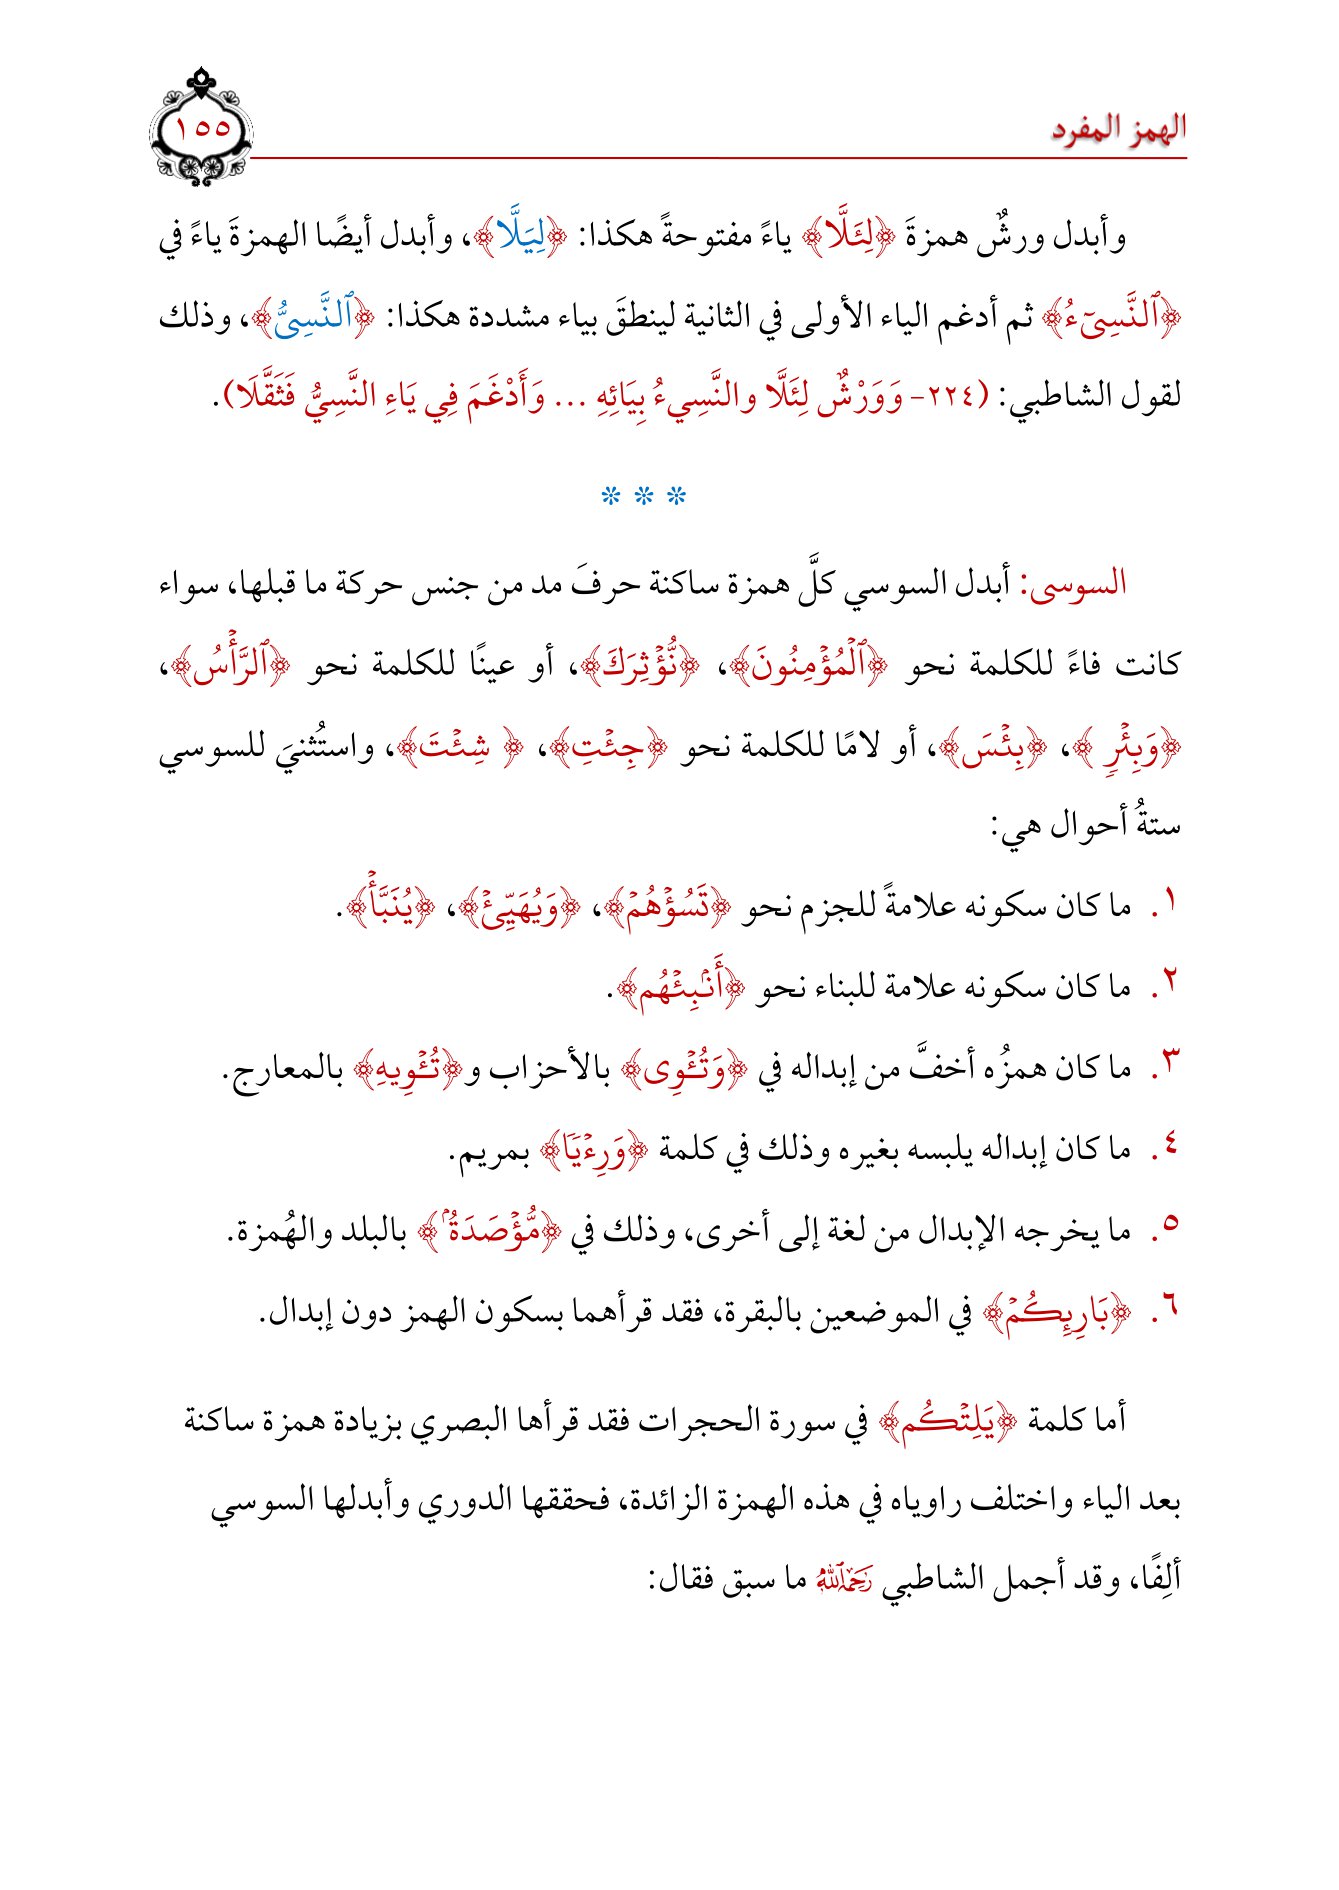 الهمز المفرد
١٥٥
وأبدل ورشٌ همزةَ ﴿لِئَلَّا﴾ ياءً مفتوحةً هكذا: ﴿لِيَلَّا﴾، وأبدل أيضًا الهمزةَ ياءً في
﴿ٱلنَّسِيٓءُ﴾ ثم أدغم الياء الأولى في الثانية لينطقَ بياء مشددة هكذا: ﴿ٱلنَّسِيُّ﴾، وذلك
لقول الشاطبي: (٢٢٤- وَوَرْشٌ لِئَلَّا والنَّسِيءُ بِيَائِهِ ... وَأَدْغَمَ فِي يَاءِ النَّسِيُّ فَثَقَّلَا).
* * *
السوسى: أبدل السوسي كلَّ همزة ساكنة حرفَ مد من جنس حركة ما قبلها، سواء
كانت فاءً للكلمة نحو ﴿ٱلْمُؤْمِنُونَ﴾، ﴿نُّؤْثِرَكَ﴾، أو عينًا للكلمة نحو ﴿ٱلرَّأْسُ﴾،
﴿وَبِئْرٖ ﴾، ﴿بِئْسَ﴾، أو لامًا للكلمة نحو ﴿جِئْتِ﴾، ﴿ شِئْتَ﴾، واستُثنيَ للسوسي
ستةُ أحوال هي:
١. ما كان سكونه علامةً للجزم نحو ﴿تَسُؤْهُمْ﴾، ﴿وَيُهَيِّئْ﴾، ﴿يُنَبَّأْ﴾.
٢. ما كان سكونه علامة للبناء نحو ﴿أَنۢبِئْهُم﴾.
٣. ما كان همزُه أخفَّ من إبداله في ﴿وَتُـْٔوِى﴾ بالأحزاب و﴿تُـْٔوِيهِ﴾ بالمعارج.
٤. ما كان إبداله يلبسه بغيره وذلك في كلمة ﴿وَرِءْيٗا﴾ بمريم.
٥. ما يخرجه الإبدال من لغة إلى أخرى، وذلك في ﴿مُّؤْصَدَةُۢ﴾ بالبلد والهُمزة.
٦. ﴿بَارِئِكُمْ﴾ في الموضعين بالبقرة، فقد قرأهما بسكون الهمز دون إبدال.
أما كلمة ﴿يَلِتْكُم﴾ في سورة الحجرات فقد قرأها البصري بزيادة همزة ساكنة
بعد الياء واختلف راوياه في هذه الهمزة الزائدة، فحققها الدوري وأبدلها السوسي
ألِفًا، وقد أجمل الشاطبي رَحِمَهُ ٱللَّهُ ما سبق فقال: